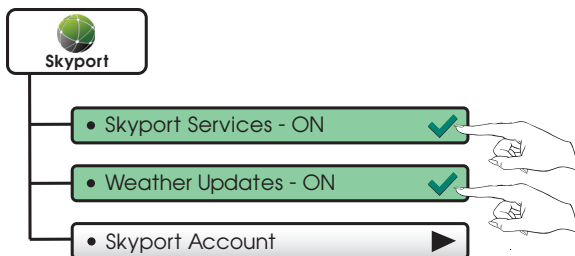 Skyport
• Skyport Services - ON
• Weather Updates - ON
• Skyport Account